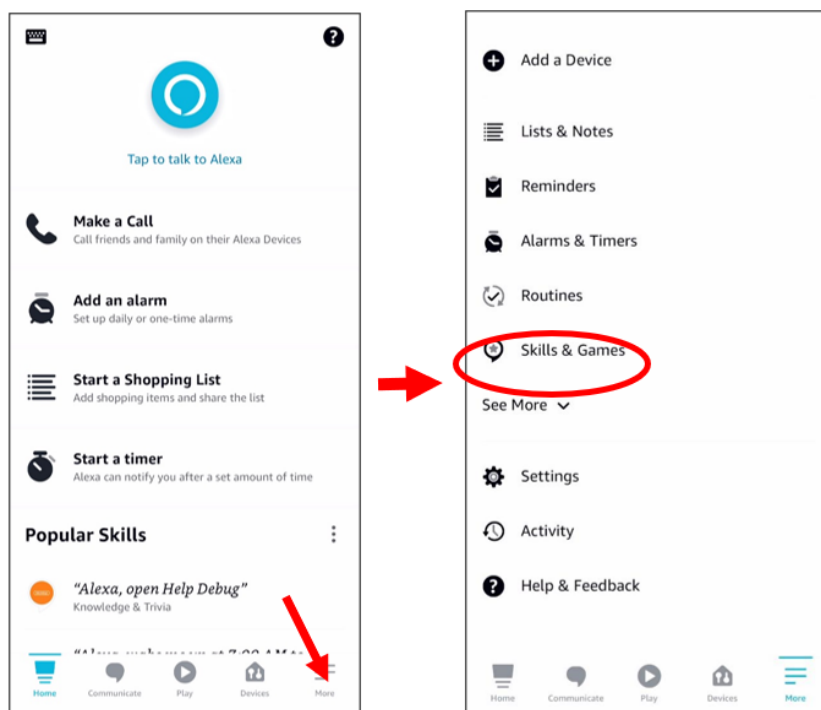 Tap to talk to Alexa
Make a Call
Call friends and family on their Alexa Devices
Add an alarm
Set up daily or one-time alarms
Start a Shopping List
Add shopping items and share the list
Start a timer
Alexa can notify you after a set amount of time
Popular Skills
“Alexa, open Help Debug”
Knowledge & Trivia
Home Communicate Play Devices More
Add a Device
Lists & Notes
Reminders
Alarms & Timers
Routines
Skills & Games
See More
Settings
Activity
Help & Feedback
Home Communicate Play Devices More